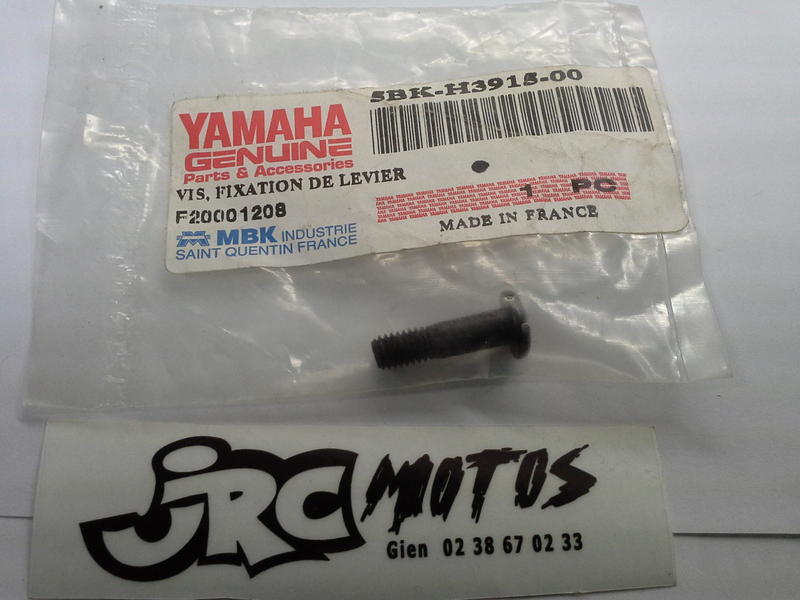 5BK-H3915-00
YAMAHA
GENUINE
Parts & Accessories
VIS, FIXATION DE LEVIER
F20001208
1 PC
MADE IN FRANCE
MBK INDUSTRIE
SAINT QUENTIN FRANCE
JRC MOTOS
Gien 02 38 67 02 33